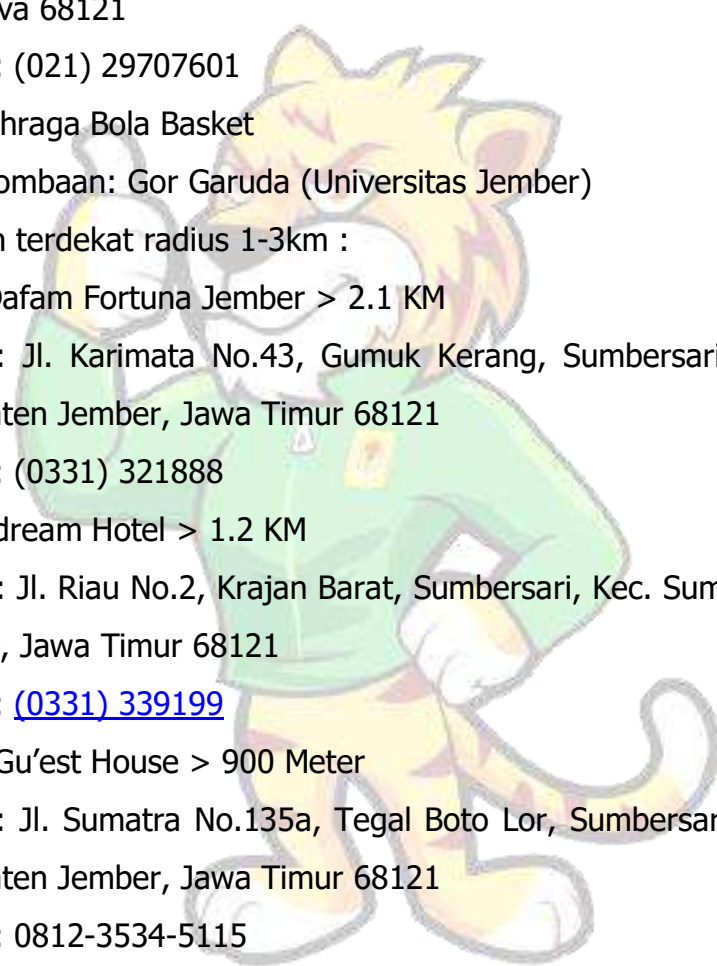 va 68121
: (021) 29707601
hraga Bola Basket
ombaan: Gor Garuda (Universitas Jember)
n terdekat radius 1-3km :
Dafam Fortuna Jember > 2.1 KM
: Jl. Karimata No.43, Gumuk Kerang, Sumbersari
aten Jember, Jawa Timur 68121
: (0331) 321888
dream Hotel > 1.2 KM
: Jl. Riau No.2, Krajan Barat, Sumbersari, Kec. Sum
, Jawa Timur 68121
: (0331) 339199
Gu’est House > 900 Meter
: Jl. Sumatra No.135a, Tegal Boto Lor, Sumbersar
aten Jember, Jawa Timur 68121
: 0812-3534-5115